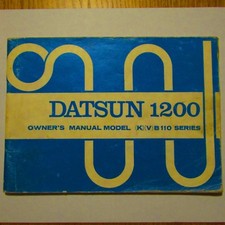 DATSUN 1200
OWNER'S MANUAL MODEL (K)(V)B110 SERIES